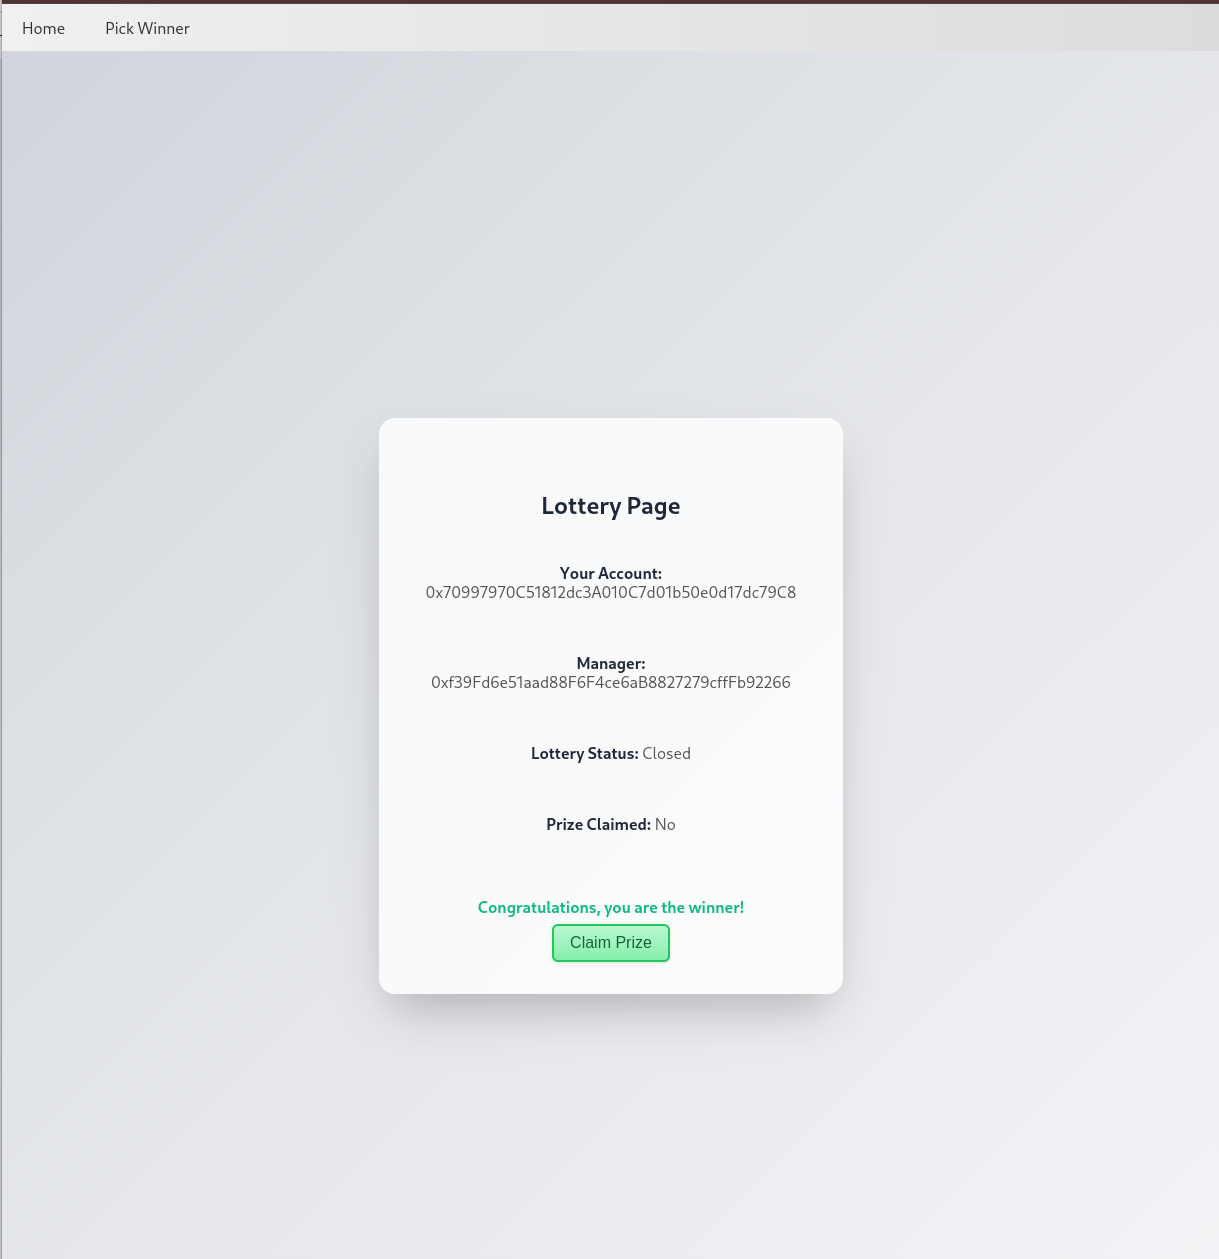 Home Pick Winner
Lottery Page
Your Account:
0x70997970C51812dc3A010C7d01b50e0d17dc79C8
Manager:
0xf39Fd6e51aad88F6F4ce6aB8827279cffFb92266
Lottery Status: Closed
Prize Claimed: No
Congratulations, you are the winner!
Claim Prize